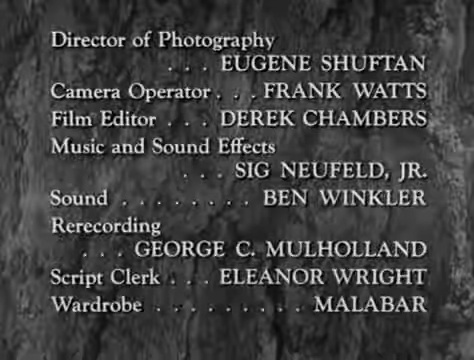 Director of Photography
. . . EUGENE SHUFTAN
Camera Operator . . . FRANK WATTS
Film Editor . . . DEREK CHAMBERS
Music and Sound Effects
. . . SIG NEUFELD, JR.
Sound . . . . . . . . BEN WINKLER
Rerecording
. . . GEORGE C. MULHOLLAND
Script Clerk . . . ELEANOR WRIGHT
Wardrobe . . . . . . . . . MALABAR